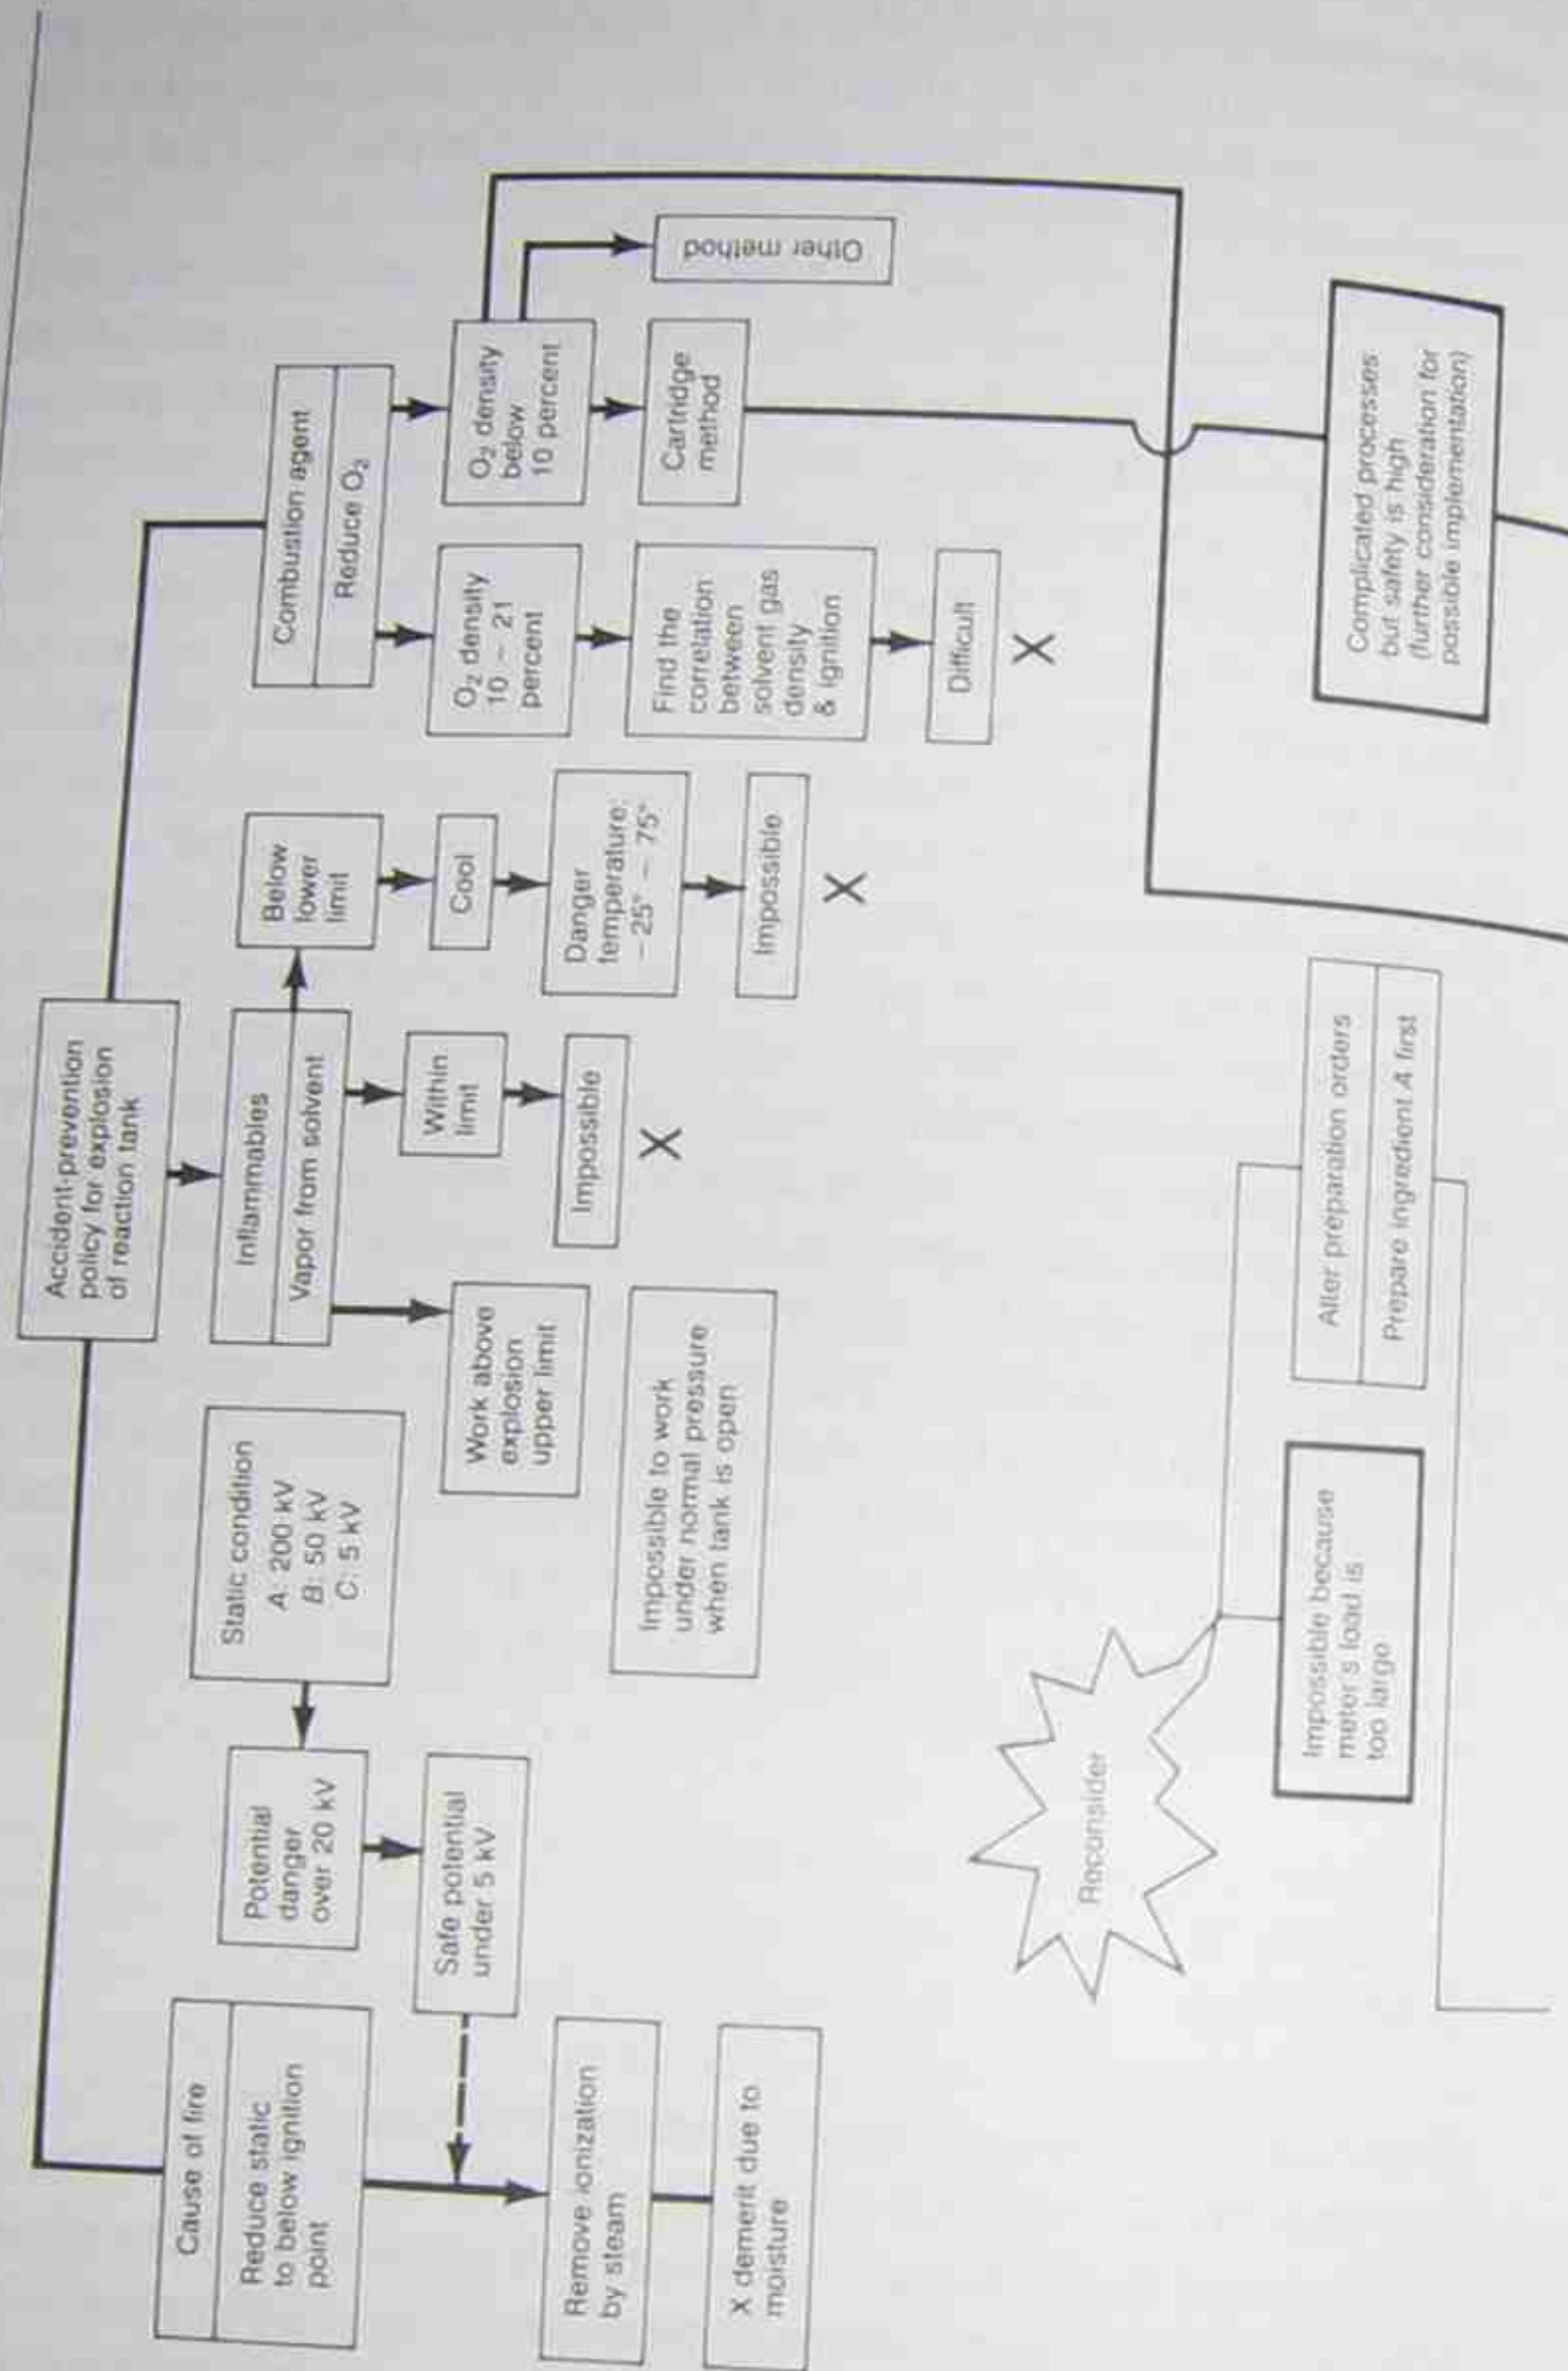 Accident-prevention
policy for explosion
of reaction tank
Cause of fire
Reduce static
to below ignition
point
Potential
danger
over 20 kV
Safe potential
under 5 kV
Static condition
A: 200 kV
B: 50 kV
C: 5 kV
Remove ionization
by steam
X demerit due to
moisture
Inflammables
Vapor from solvent
Work above
explosion
upper limit
Impossible to work
under normal pressure
when tank is open
Within
limit
Impossible
X
Below
lower
limit
Cool
Danger
temperature:
– 25° – 75°
Impossible
X
Combustion agent
Reduce O₂
O₂ density
10 – 21
percent
Find the
correlation
between
solvent gas
density
& ignition
Difficult
X
O₂ density
below
10 percent
Cartridge
method
Other method
Reconsider
Impossible because
meter's load is
too large
Alter preparation orders
Prepare ingredient A first
Complicated processes
but safety is high
(further consideration for
possible implementation)